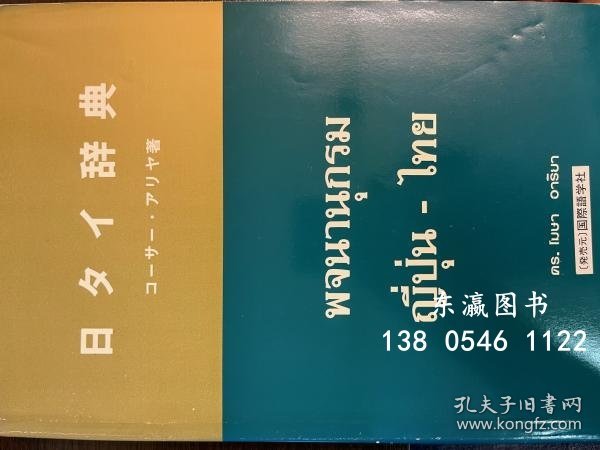 日タイ辞典
コーサー・アリヤ著
พจนานุกรม
ญี่ปุ่น - ไทย
ดร. โฆษา อารียา
〔発売元〕国際語学社
东瀛图书
138 0546 1122
孔夫子旧书网
www.kongfz.com